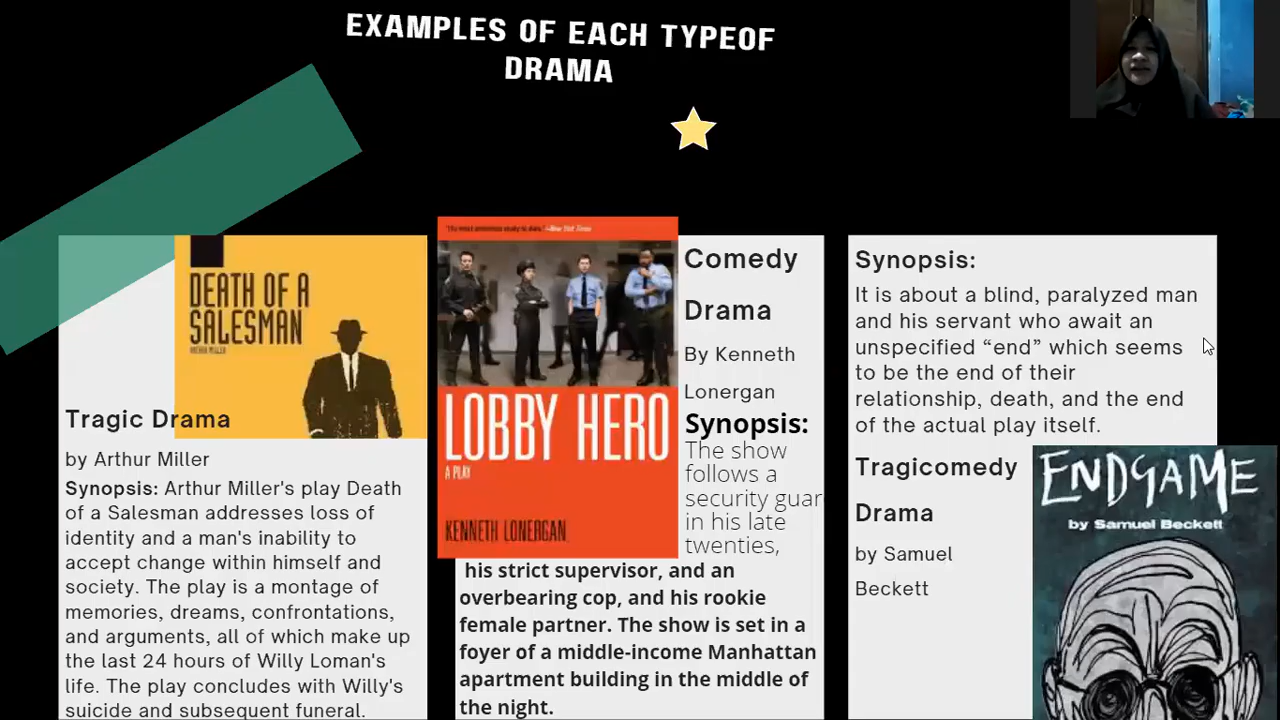 EXAMPLES OF EACH TYPEOF
DRAMA
DEATH OF A
SALESMAN
ARTHUR MILLER
Tragic Drama
by Arthur Miller
Synopsis: Arthur Miller's play Death
of a Salesman addresses loss of
identity and a man's inability to
accept change within himself and
society. The play is a montage of
memories, dreams, confrontations,
and arguments, all of which make up
the last 24 hours of Willy Loman's
life. The play concludes with Willy's
suicide and subsequent funeral.
New York Times
LOBBY HERO
A PLAY
KENNETH LONERGAN
Comedy
Drama
By Kenneth
Lonergan
Synopsis:
The show
follows a
security guar
in his late
twenties,
his strict supervisor, and an
overbearing cop, and his rookie
female partner. The show is set in a
foyer of a middle-income Manhattan
apartment building in the middle of
the night.
Synopsis:
It is about a blind, paralyzed man
and his servant who await an
unspecified “end” which seems
to be the end of their
relationship, death, and the end
of the actual play itself.
Tragicomedy
Drama
by Samuel
Beckett
ENDGAME
by Samuel Beckett